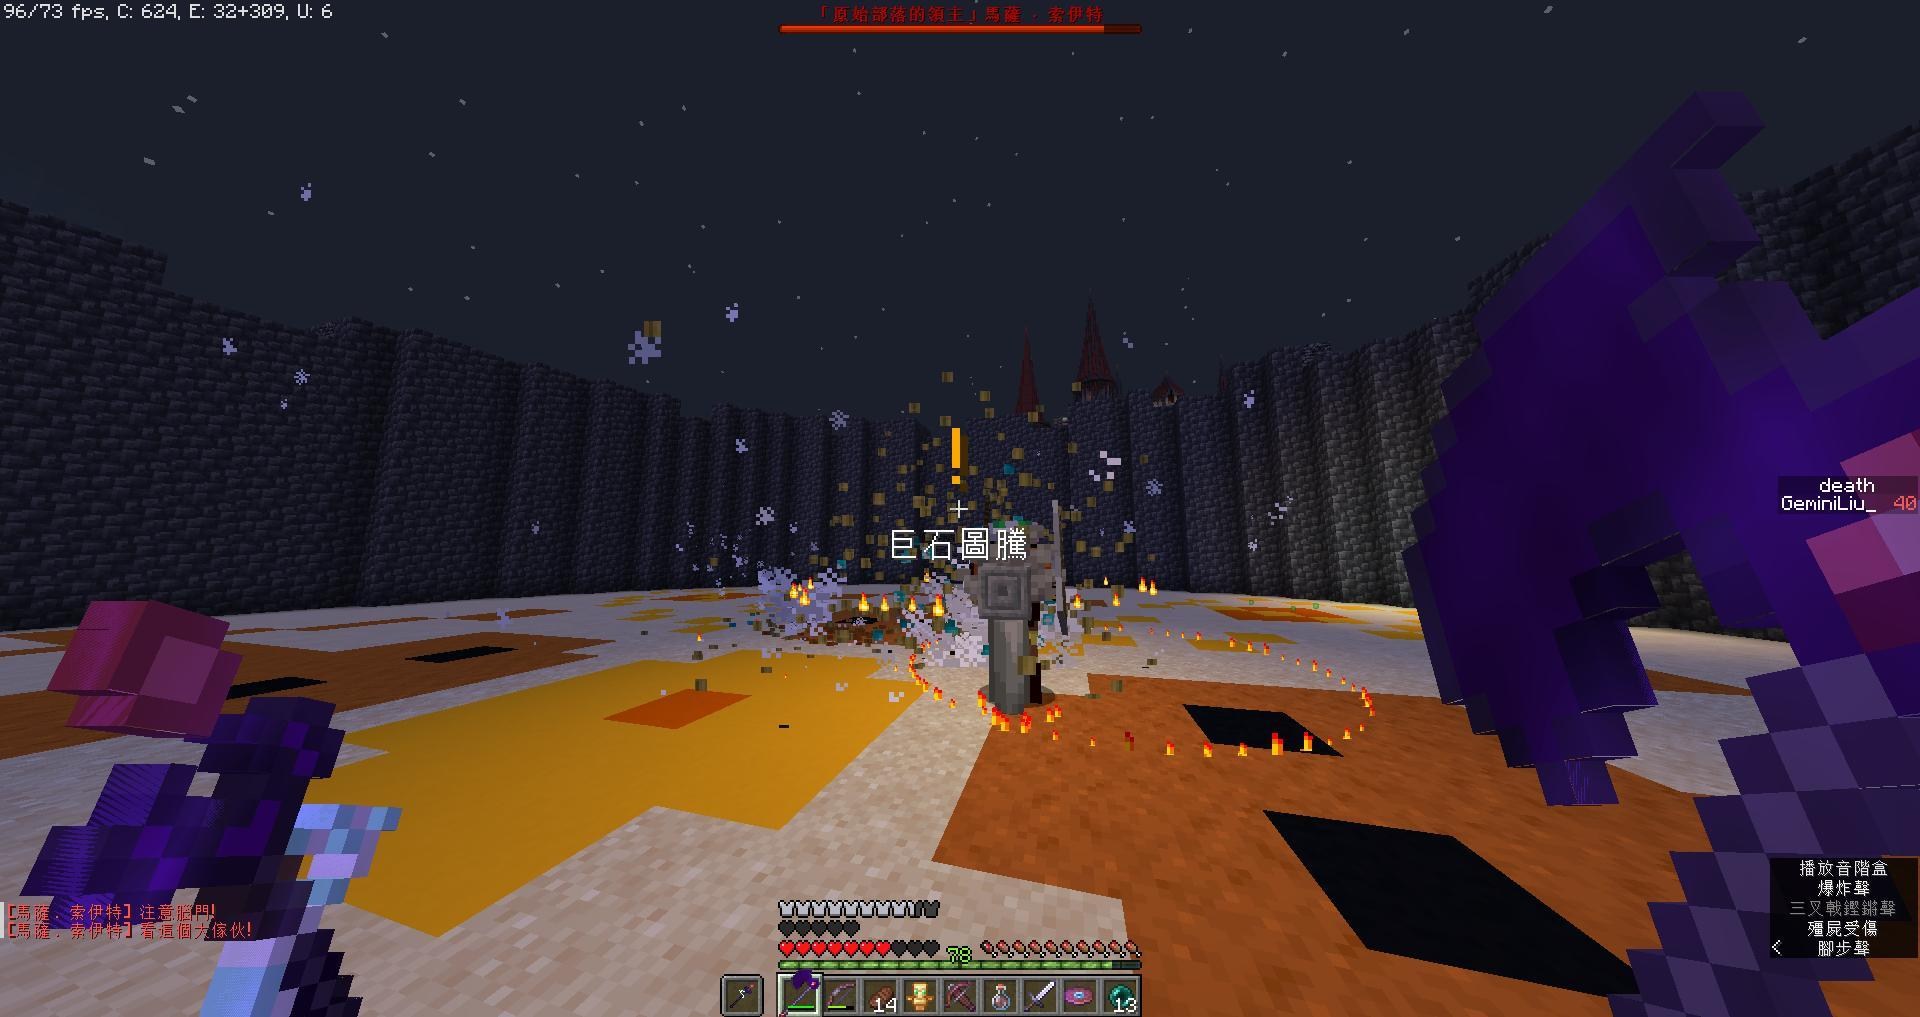 96/73 fps, C: 624, E: 32+309, U: 6
「原始部落的領主」馬薩．索伊特
巨石圖騰
death
GeminiLiu_ 40
播放音階盒
爆炸聲
三叉戟鏗鏘聲
殭屍受傷
< 腳步聲
[馬薩．索伊特] 注意腦門!
[馬薩．索伊特] 看這個大傢伙!
78
14
13